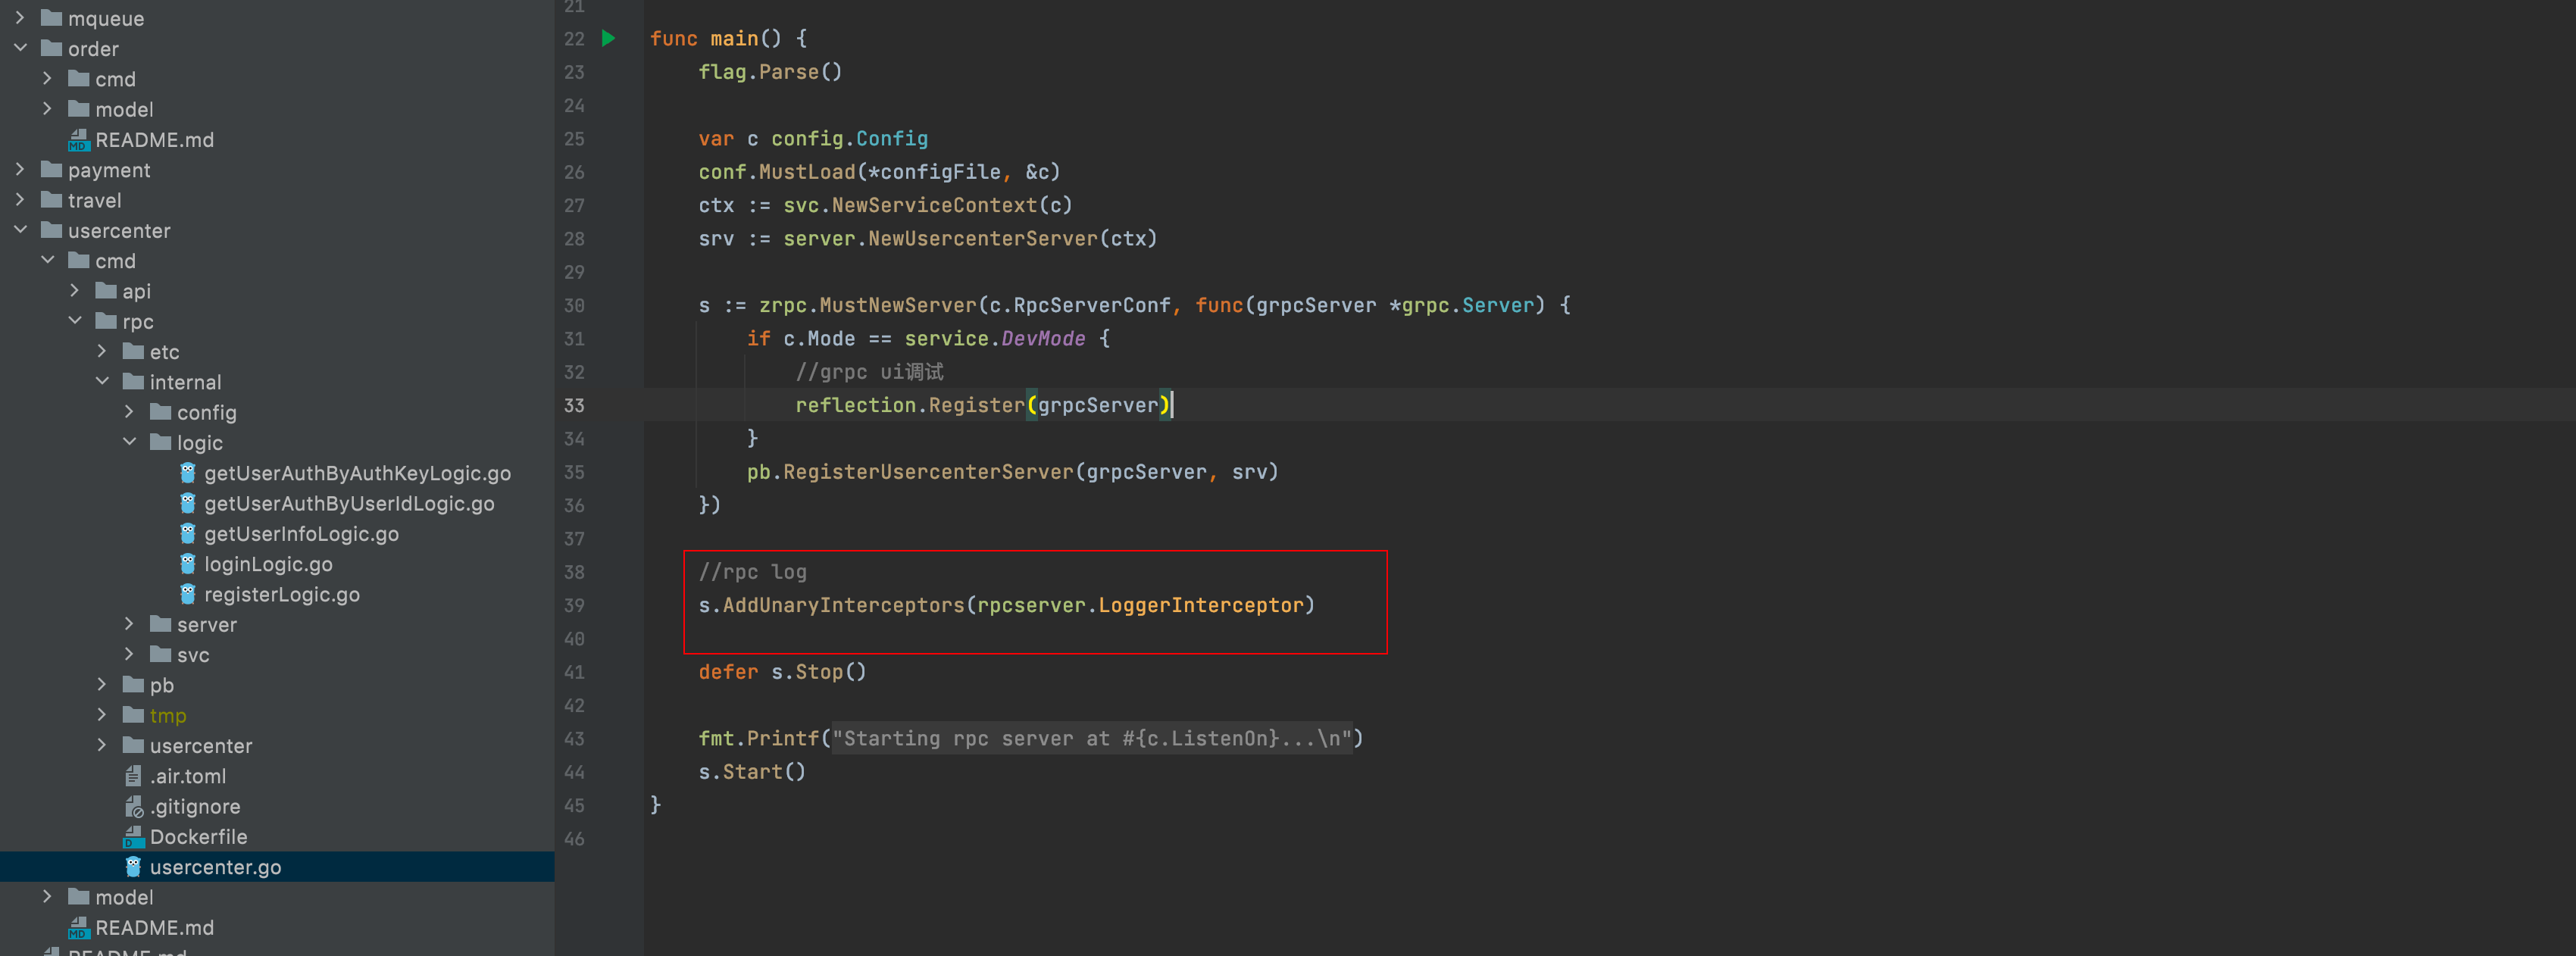 mqueue
order
cmd
model
README.md
payment
travel
usercenter
cmd
api
rpc
etc
internal
config
logic
getUserAuthByAuthKeyLogic.go
getUserAuthByUserIdLogic.go
getUserInfoLogic.go
loginLogic.go
registerLogic.go
server
svc
pb
tmp
usercenter
.air.toml
.gitignore
Dockerfile
usercenter.go
model
README.md
README.md
21
22 func main() {
23 flag.Parse()
24
25 var c config.Config
26 conf.MustLoad(*configFile, &c)
27 ctx := svc.NewServiceContext(c)
28 srv := server.NewUsercenterServer(ctx)
29
30 s := zrpc.MustNewServer(c.RpcServerConf, func(grpcServer *grpc.Server) {
31 if c.Mode == service.DevMode {
32 //grpc ui调试
33 reflection.Register(grpcServer)
34 }
35 pb.RegisterUsercenterServer(grpcServer, srv)
36 })
37
38 //rpc log
39 s.AddUnaryInterceptors(rpcserver.LoggerInterceptor)
40
41 defer s.Stop()
42
43 fmt.Printf("Starting rpc server at #{c.ListenOn}...\n")
44 s.Start()
45 }
46